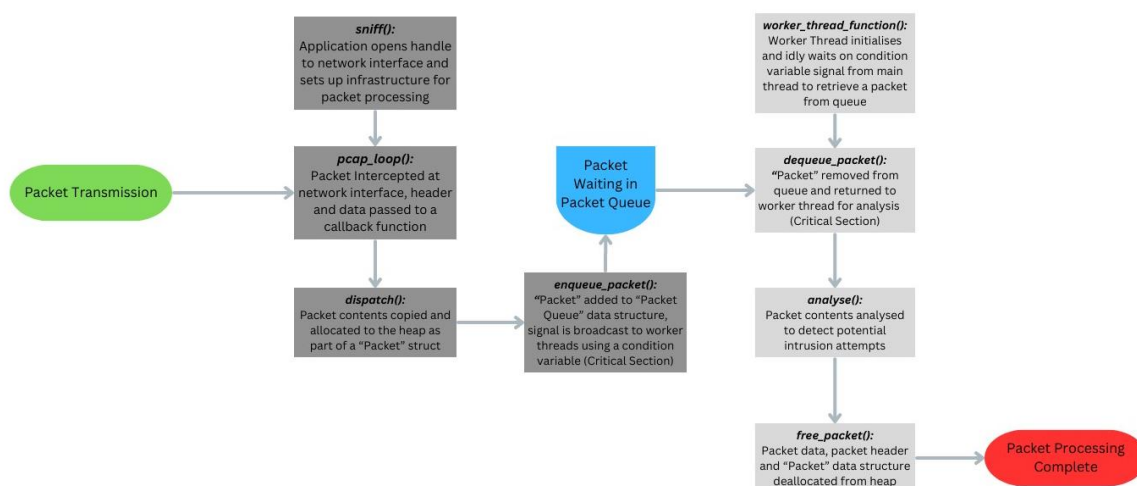 sniff():
Application opens handle
to network interface and
sets up infrastructure for
packet processing
worker_thread_function():
Worker Thread initialises
and idly waits on condition
variable signal from main
thread to retrieve a packet
from queue
Packet Transmission
pcap_loop():
Packet Intercepted at
network interface, header
and data passed to a
callback function
Packet
Waiting in
Packet Queue
dequeue_packet():
“Packet” removed from
queue and returned to
worker thread for analysis
(Critical Section)
dispatch():
Packet contents copied and
allocated to the heap as
part of a “Packet” struct
enqueue_packet():
“Packet” added to “Packet
Queue” data structure,
signal is broadcast to worker
threads using a condition
variable (Critical Section)
analyse():
Packet contents analysed
to detect potential
intrusion attempts
free_packet():
Packet data, packet header
and “Packet” data structure
deallocated from heap
Packet Processing
Complete